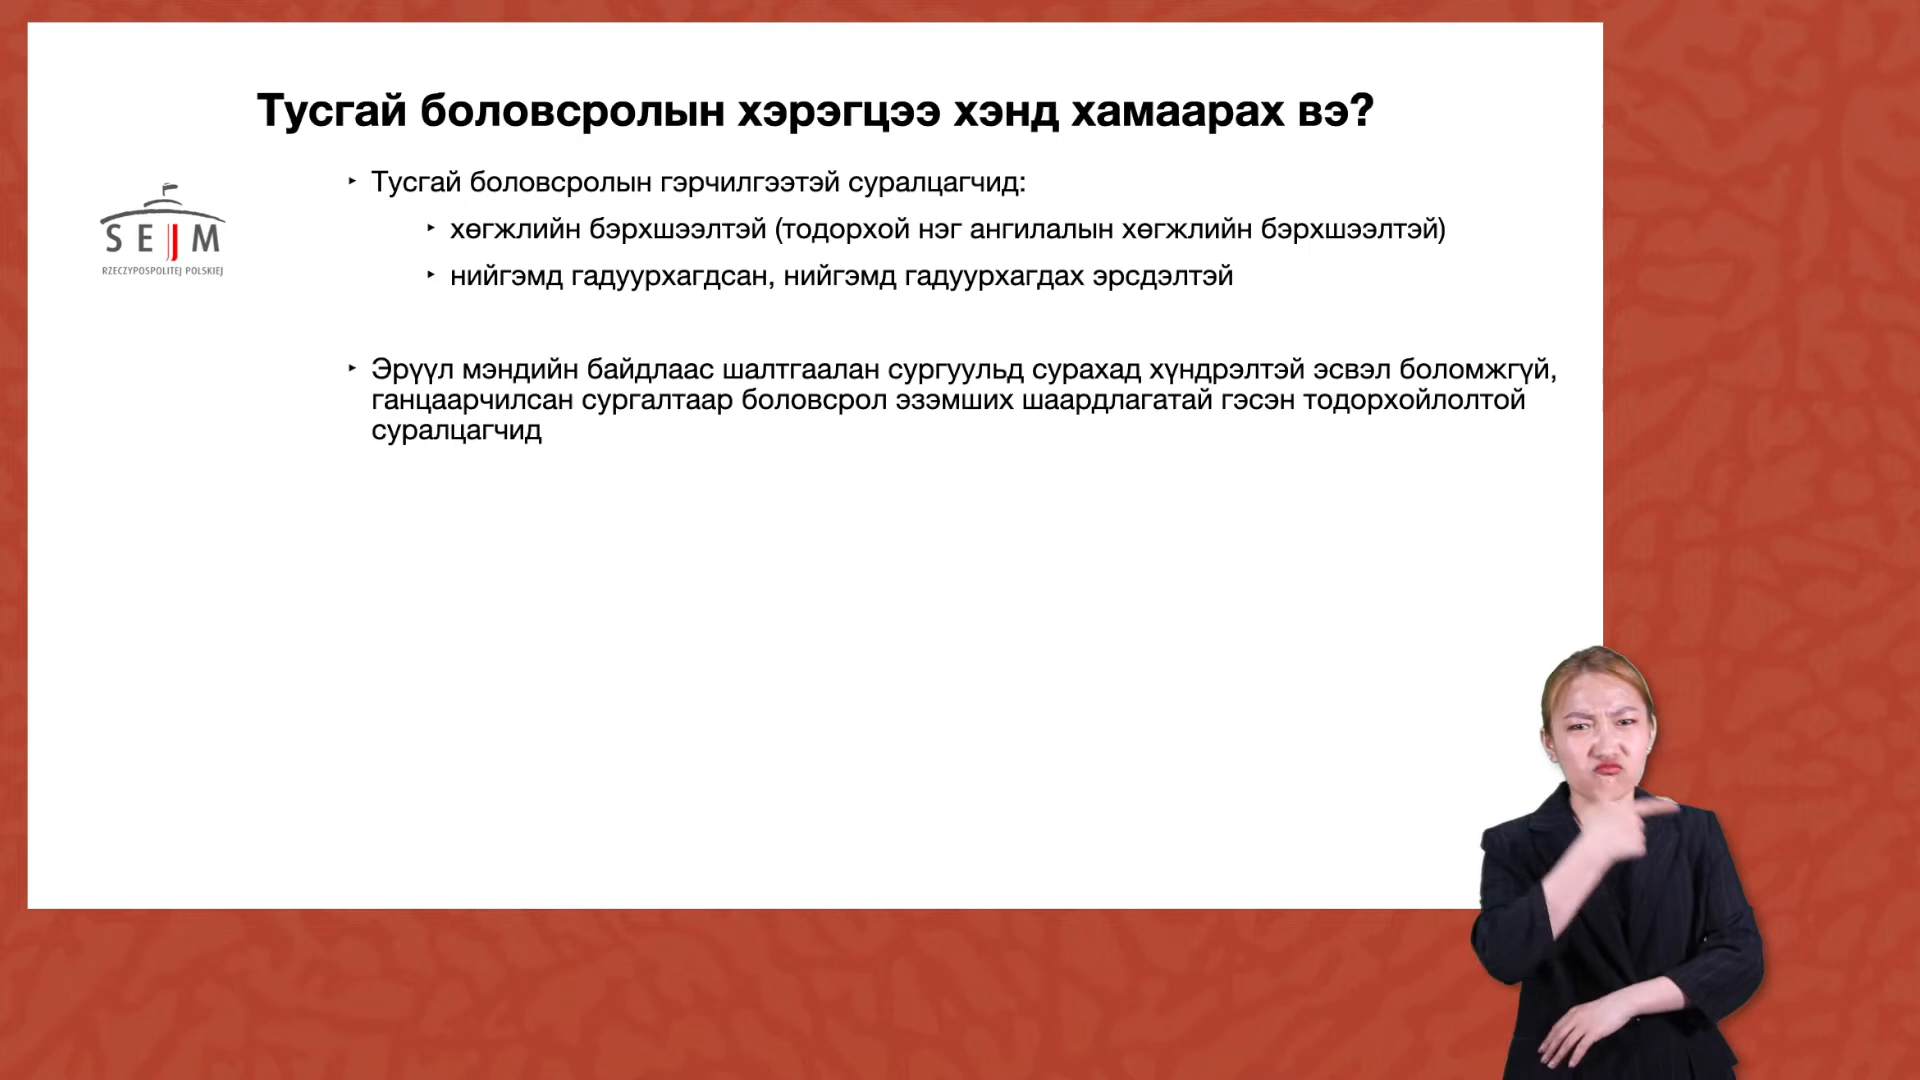 Тусгай боловсролын хэрэгцээ хэнд хамаарах вэ?
Тусгай боловсролын гэрчилгээтэй суралцагчид:
хөгжлийн бэрхшээлтэй (тодорхой нэг ангилалын хөгжлийн бэрхшээлтэй)
нийгэмд гадуурхагдсан, нийгэмд гадуурхагдах эрсдэлтэй
SEJM
RZECZYPOSPOLITEJ POLSKIEJ
Эрүүл мэндийн байдлаас шалтгаалан сургуульд сурахад хүндрэлтэй эсвэл боломжгүй,
ганцаарчилсан сургалтаар боловсрол эзэмших шаардлагатай гэсэн тодорхойлолтой
суралцагчид